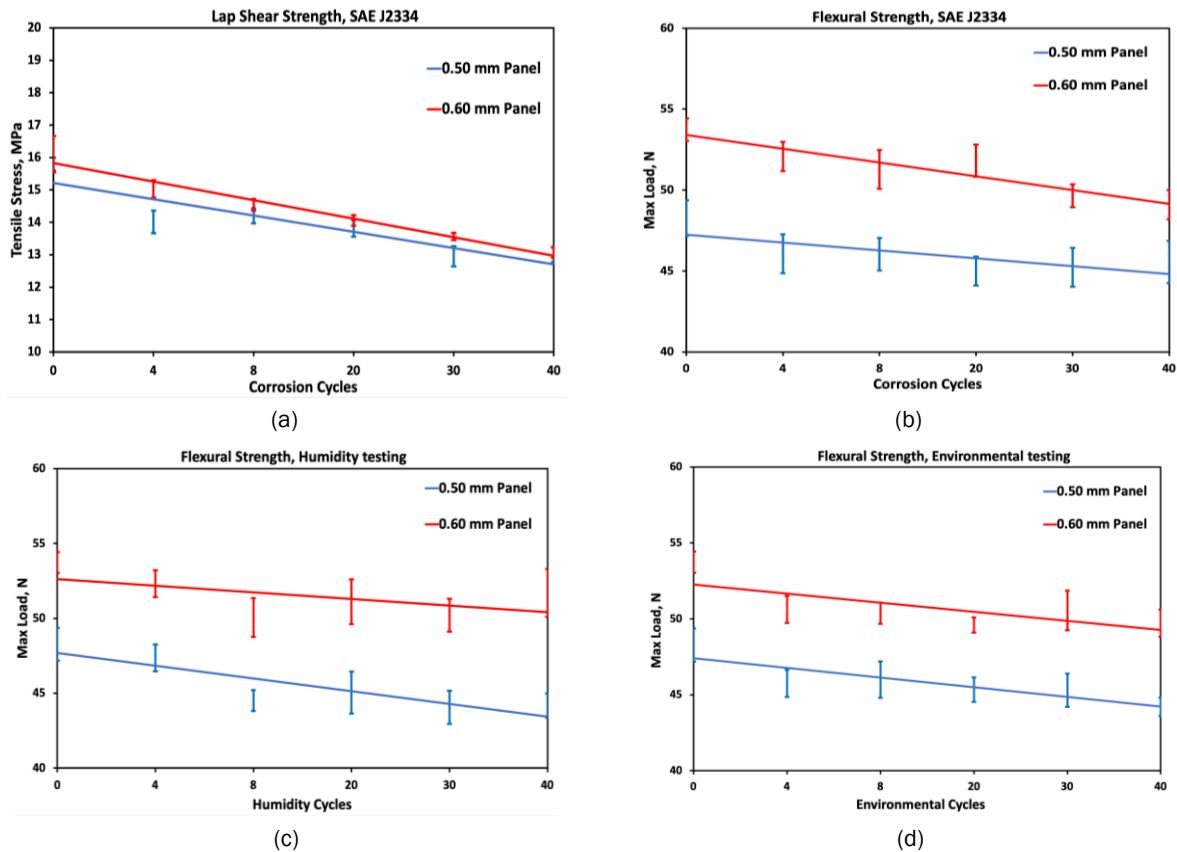 Lap Shear Strength, SAE J2334
20
19
18
17
16
15
14
13
12
11
10
Tensile Stress, MPa
0.50 mm Panel
0.60 mm Panel
0 4 8 20 30 40
Corrosion Cycles
(a)
Flexural Strength, SAE J2334
60
55
50
45
40
Max Load, N
0.50 mm Panel
0.60 mm Panel
0 4 8 20 30 40
Corrosion Cycles
(b)
Flexural Strength, Humidity testing
60
55
50
45
40
Max Load, N
0.50 mm Panel
0.60 mm Panel
0 4 8 20 30 40
Humidity Cycles
(c)
Flexural Strength, Environmental testing
60
55
50
45
40
Max Load, N
0.50 mm Panel
0.60 mm Panel
0 4 8 20 30 40
Environmental Cycles
(d)